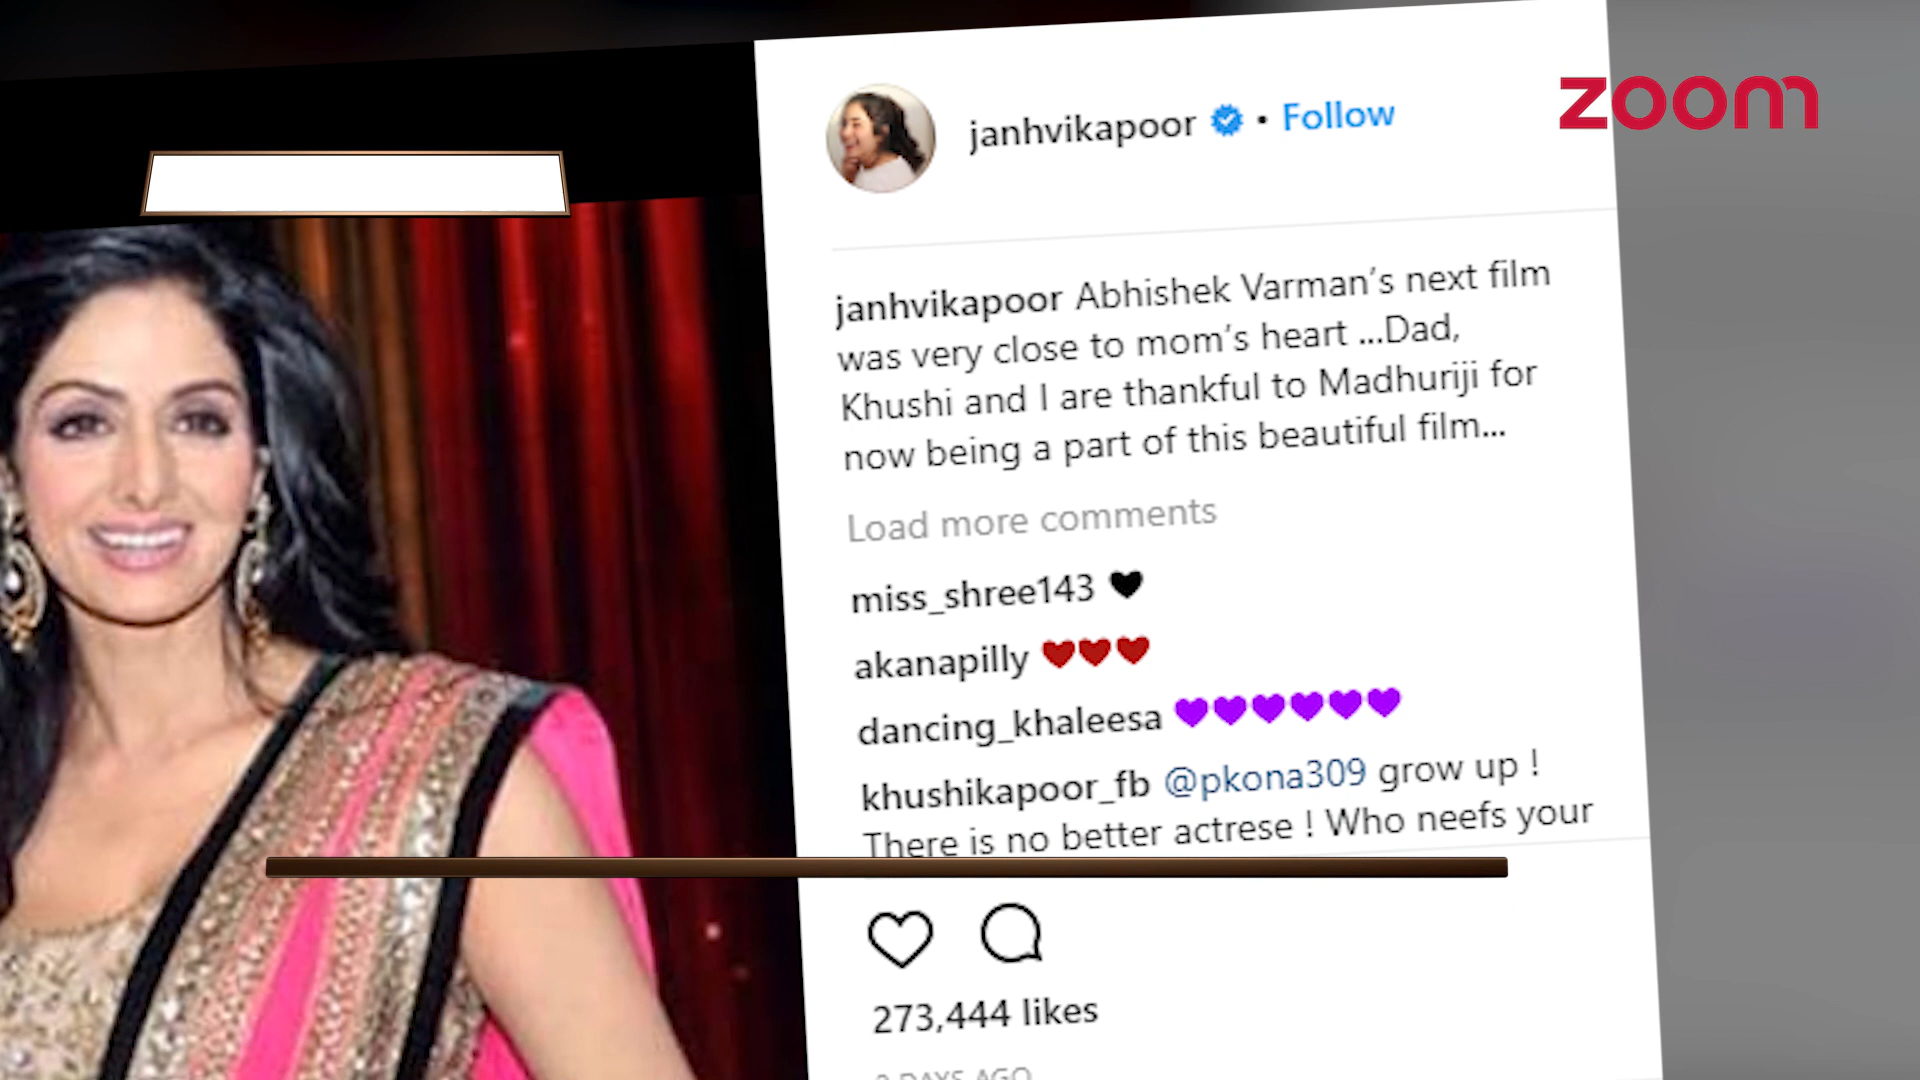 zoom
janhvikapoor • Follow
janhvikapoor Abhishek Varman's next film
was very close to mom's heart ...Dad,
Khushi and I are thankful to Madhuriji for
now being a part of this beautiful film...
Load more comments
miss_shree143 🖤
akanapilly ❤❤❤
dancing_khaleesa 💜💜💜💜💜💜
khushikapoor_fb @pkona309 grow up !
There is no better actrese ! Who neefs your
273,444 likes
DAYS AGO